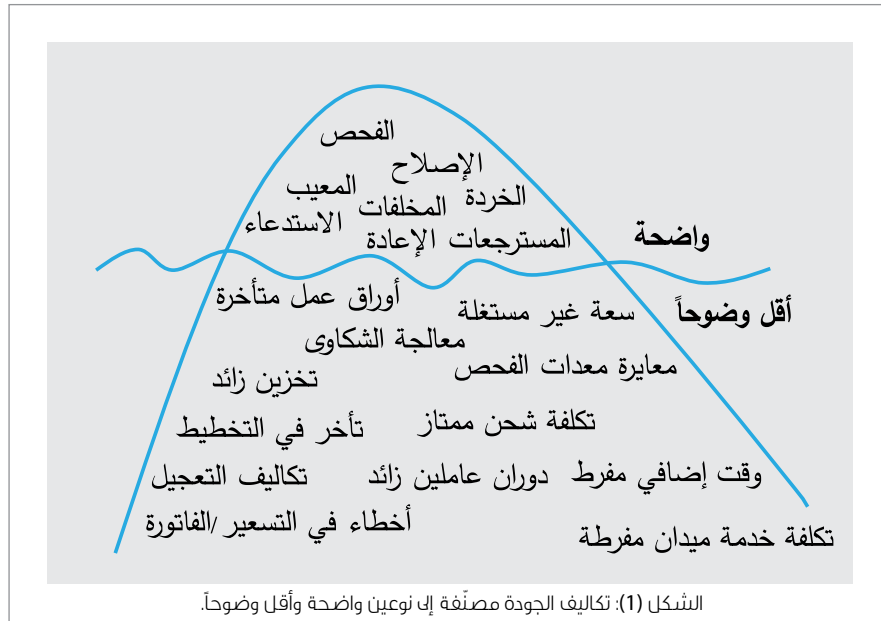 الفحص
الإصلاح
المعيب
الخردة
المخلفات
الاستدعاء
المسترجعات الإعادة
واضحة
أقل وضوحاً
أوراق عمل متأخرة
سعة غير مستغلة
معالجة الشكاوى
معايرة معدات الفحص
تخزين زائد
تكلفة شحن ممتاز
تأخر في التخطيط
وقت إضافي مفرط
دوران عاملين زائد
تكاليف التعجيل
أخطاء في التسعير /الفاتورة
تكلفة خدمة ميدان مفرطة
الشكل (1): تكاليف الجودة مصنّفة إلى نوعين واضحة وأقل وضوحاً.